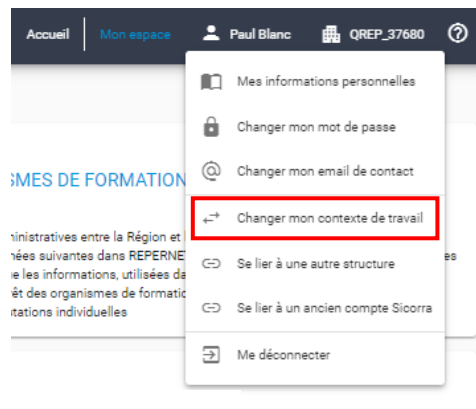 Accueil
Mon espace
Paul Blanc
QREP_37680
Mes informations personnelles
Changer mon mot de passe
Changer mon email de contact
SMES DE FORMATION
Changer mon contexte de travail
ninistratives entre la Région et
nées suivantes dans REPERNE
es
Se lier à une autre structure
ue les informations, utilisées da
êt des organismes de formatio
Se lier à un ancien compte Sicorra
tations individuelles
Me déconnecter